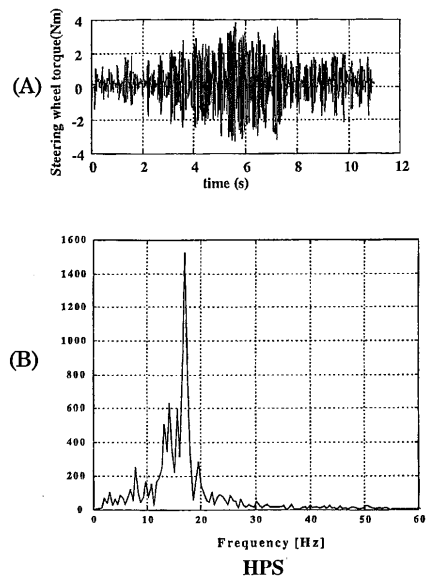 (A)
Steering wheel torque(Nm)
4
2
0
-2
-4
0 2 4 6 8 10 12
time (s)
(B)
1600
1400
1200
1000
800
600
400
200
0
0 10 20 30 40 50 60
Frequency [Hz]
HPS